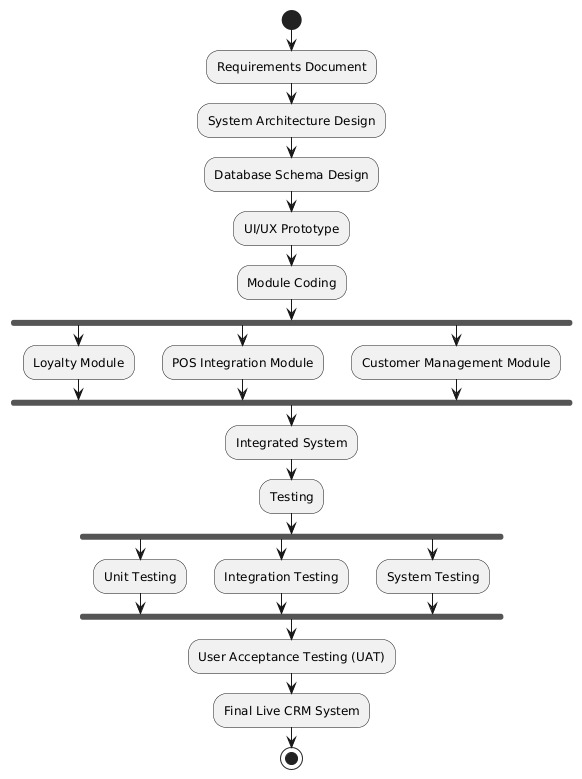 Requirements Document
System Architecture Design
Database Schema Design
UI/UX Prototype
Module Coding
Loyalty Module
POS Integration Module
Customer Management Module
Integrated System
Testing
Unit Testing
Integration Testing
System Testing
User Acceptance Testing (UAT)
Final Live CRM System